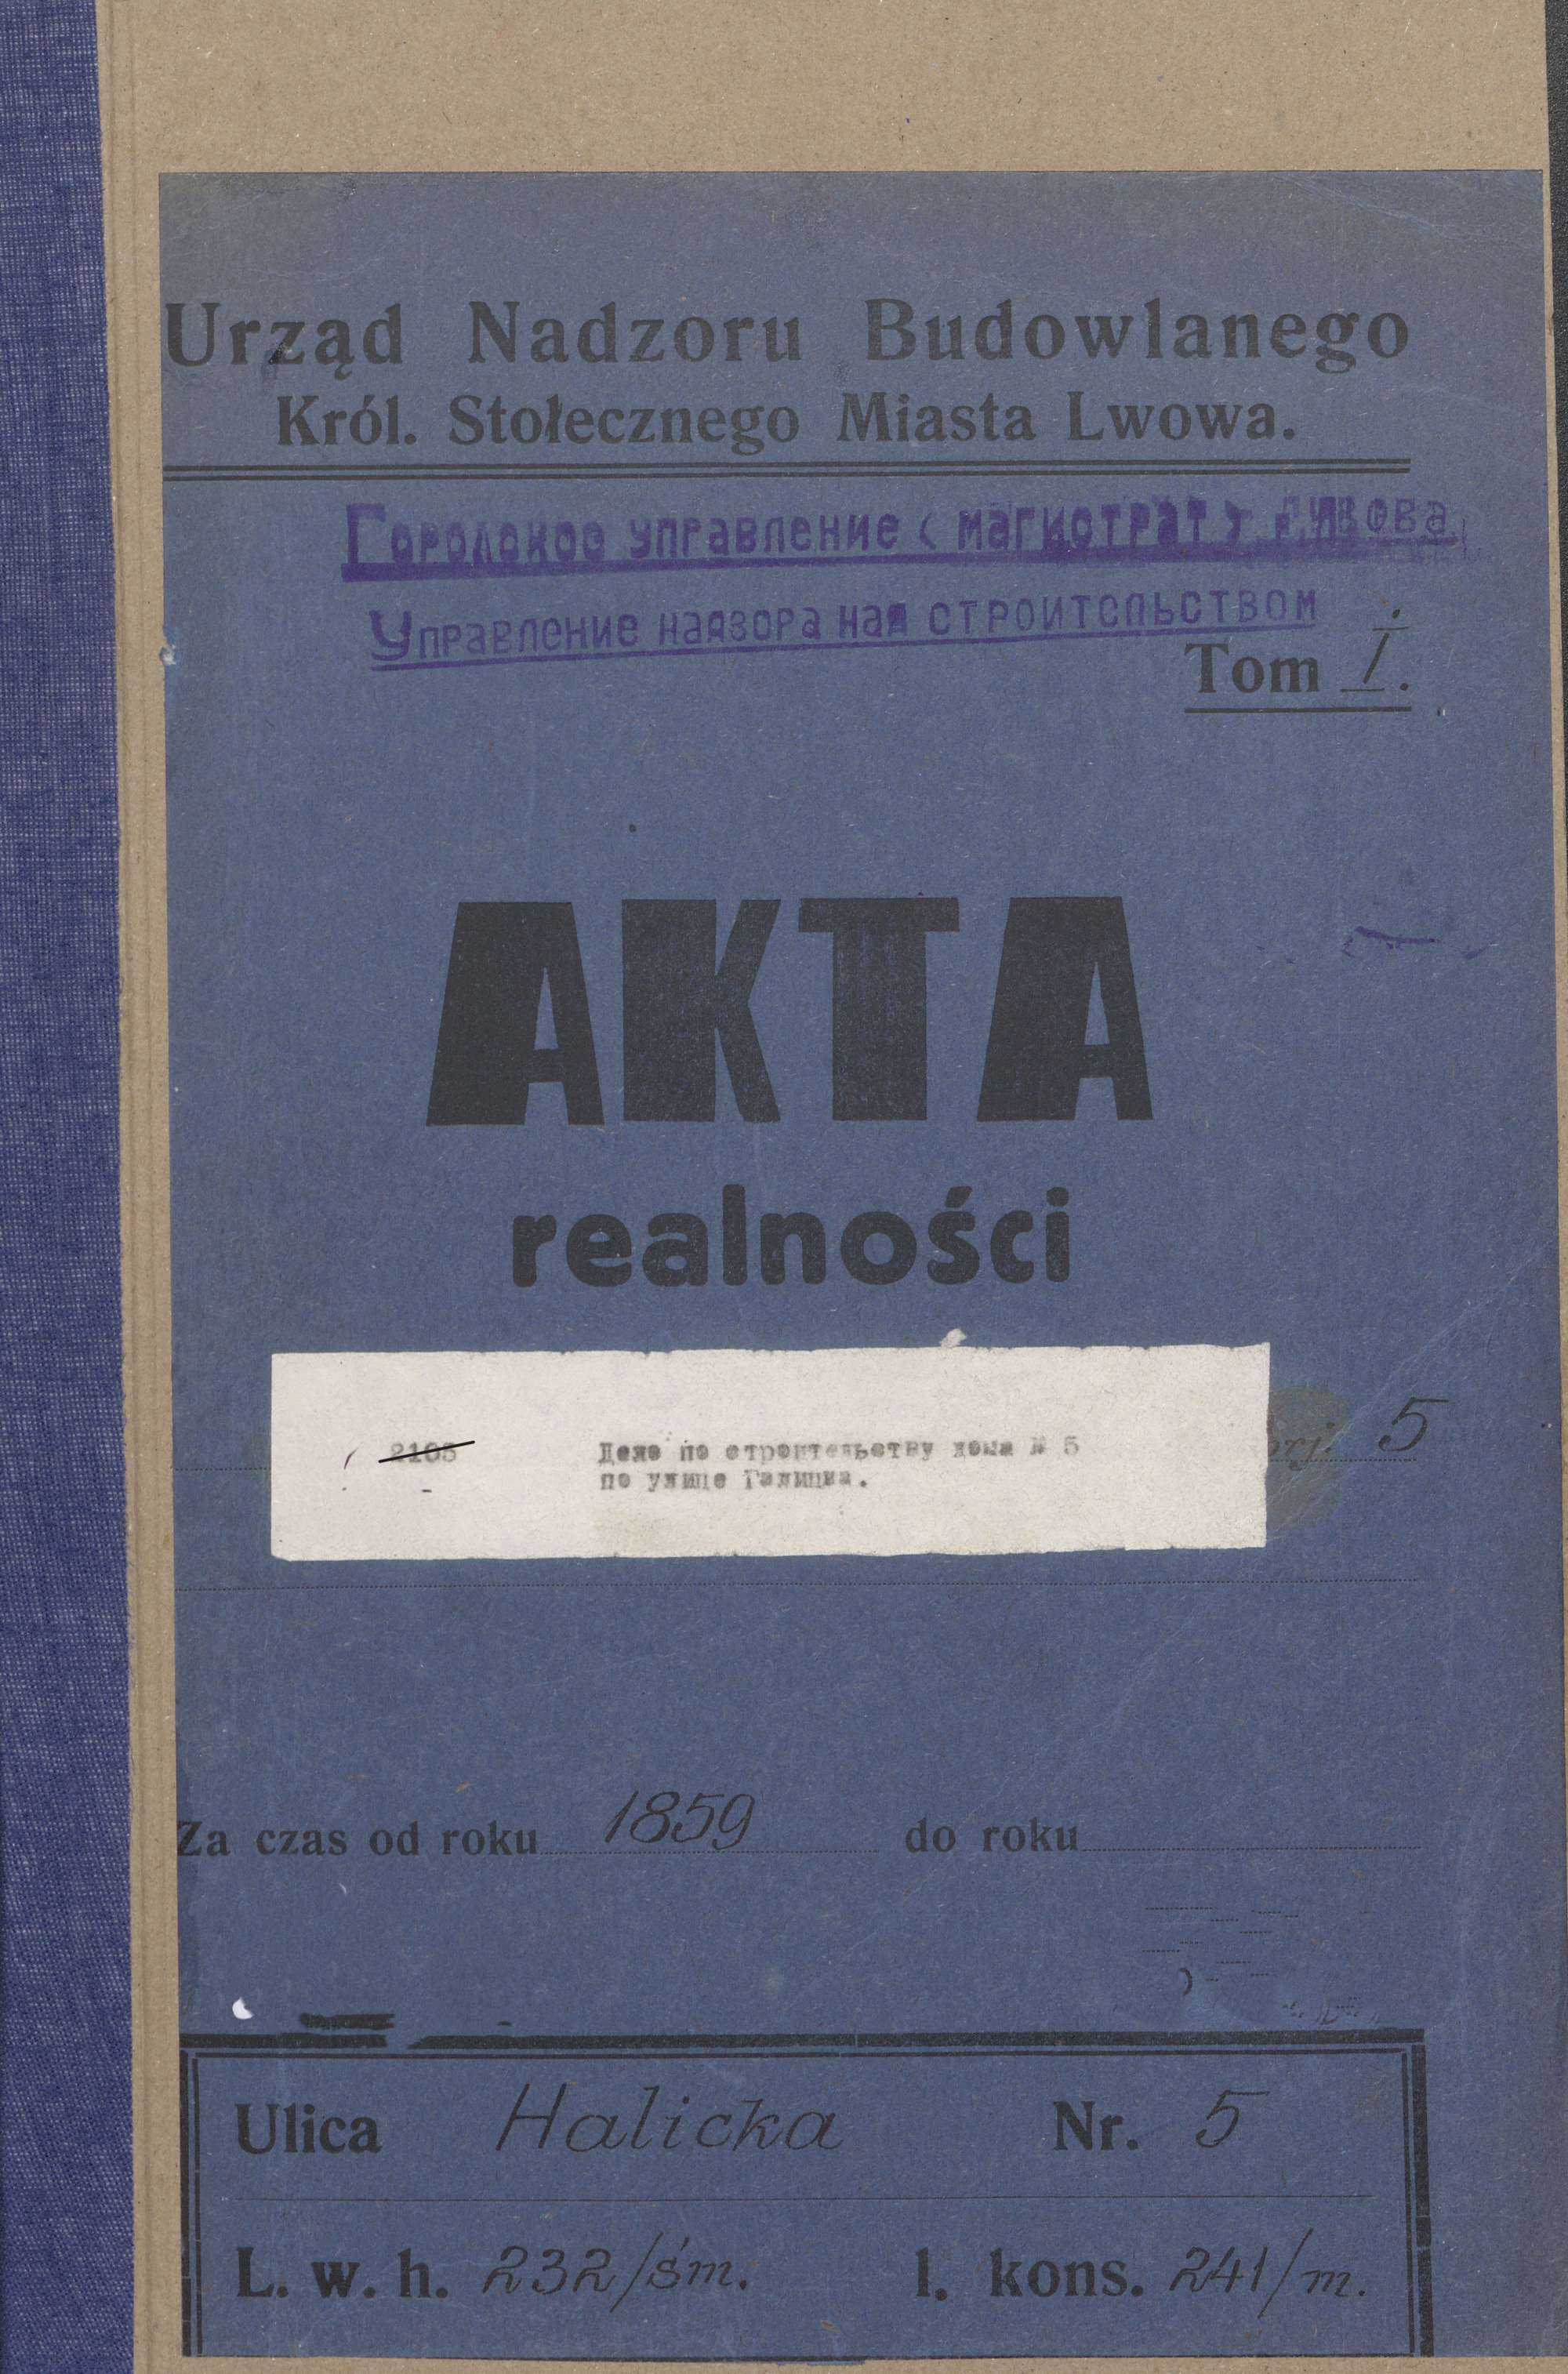 Urząd Nadzoru Budowlanego
Król. Stołecznego Miasta Lwowa.
Городское управление (магистрат) г. Львова
Управление надзора над строительством
Tom I.
AKTA
realności
2105 Дело по строительству дома № 5
по улице Галицка.
5
Za czas od roku 1859 do roku
Ulica Halicka Nr. 5
L. w. h. 232/śm. l. kons. 241/m.